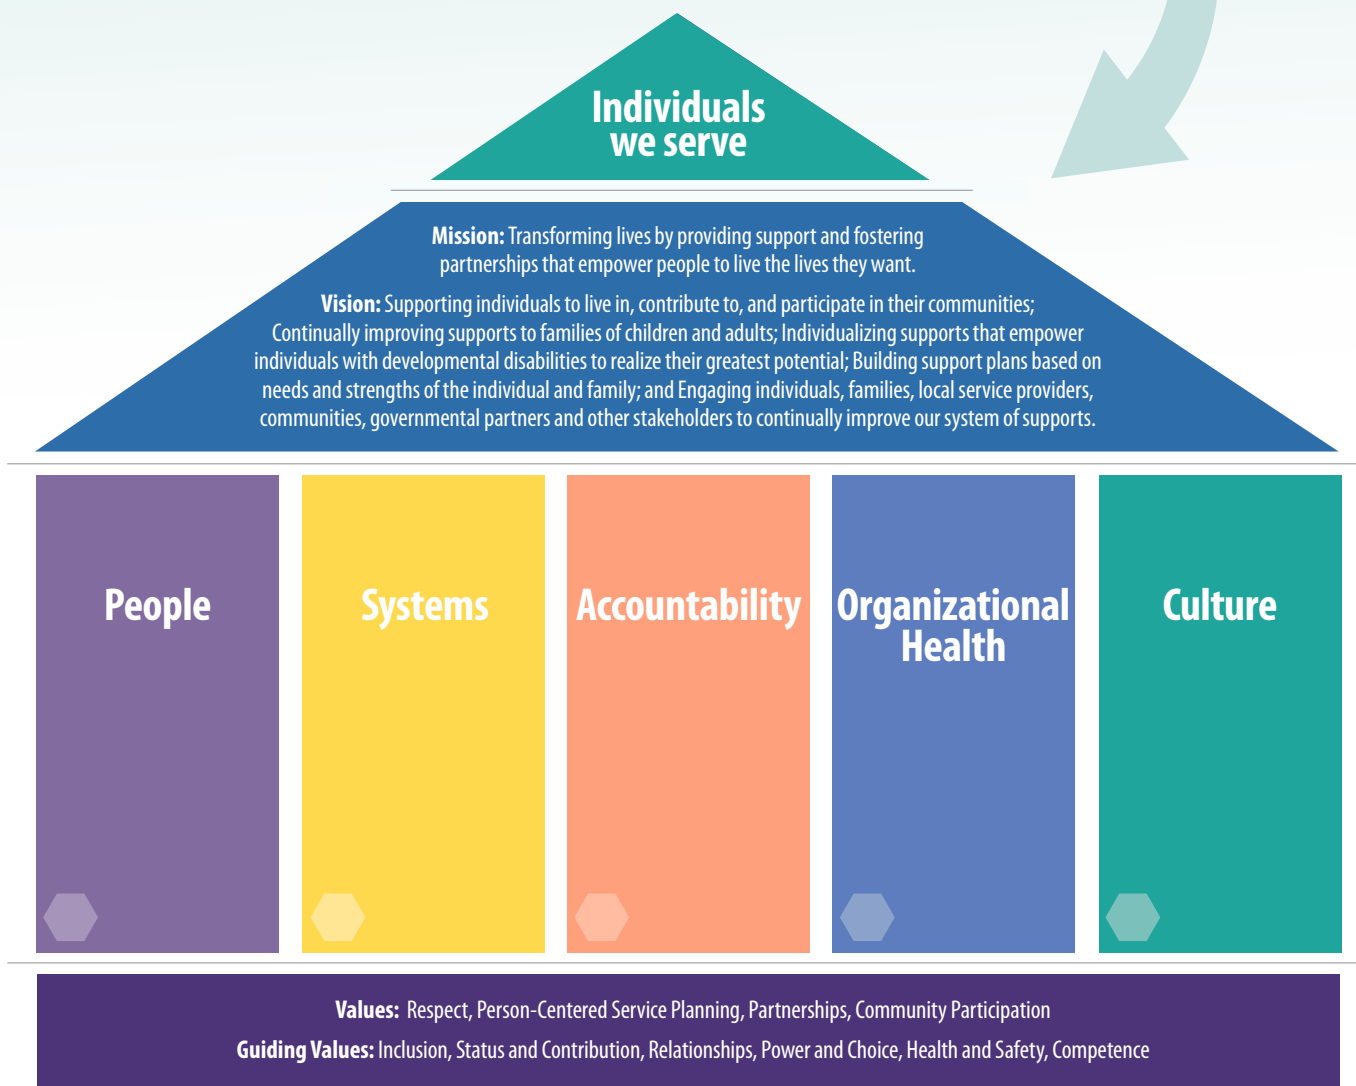 Individuals
we serve
Mission: Transforming lives by providing support and fostering
partnerships that empower people to live the lives they want.
Vision: Supporting individuals to live in, contribute to, and participate in their communities;
Continually improving supports to families of children and adults; Individualizing supports that empower
individuals with developmental disabilities to realize their greatest potential; Building support plans based on
needs and strengths of the individual and family; and Engaging individuals, families, local service providers,
communities, governmental partners and other stakeholders to continually improve our system of supports.
People
Systems
Accountability
Organizational
Health
Culture
Values: Respect, Person-Centered Service Planning, Partnerships, Community Participation
Guiding Values: Inclusion, Status and Contribution, Relationships, Power and Choice, Health and Safety, Competence